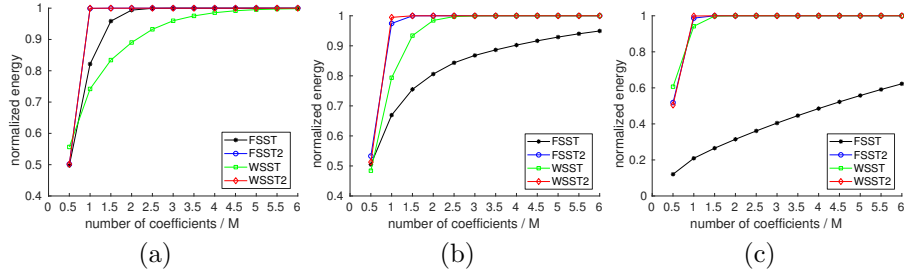 1
0.9
0.8
0.7
0.6
0.5
0.4
normalized energy
0 0.5 1 1.5 2 2.5 3 3.5 4 4.5 5 5.5 6
number of coefficients / M
FSST
FSST2
WSST
WSST2
(a)
1
0.9
0.8
0.7
0.6
0.5
0.4
normalized energy
0 0.5 1 1.5 2 2.5 3 3.5 4 4.5 5 5.5 6
number of coefficients / M
FSST
FSST2
WSST
WSST2
(b)
1
0.8
0.6
0.4
0.2
0
normalized energy
0 0.5 1 1.5 2 2.5 3 3.5 4 4.5 5 5.5 6
number of coefficients / M
FSST
FSST2
WSST
WSST2
(c)